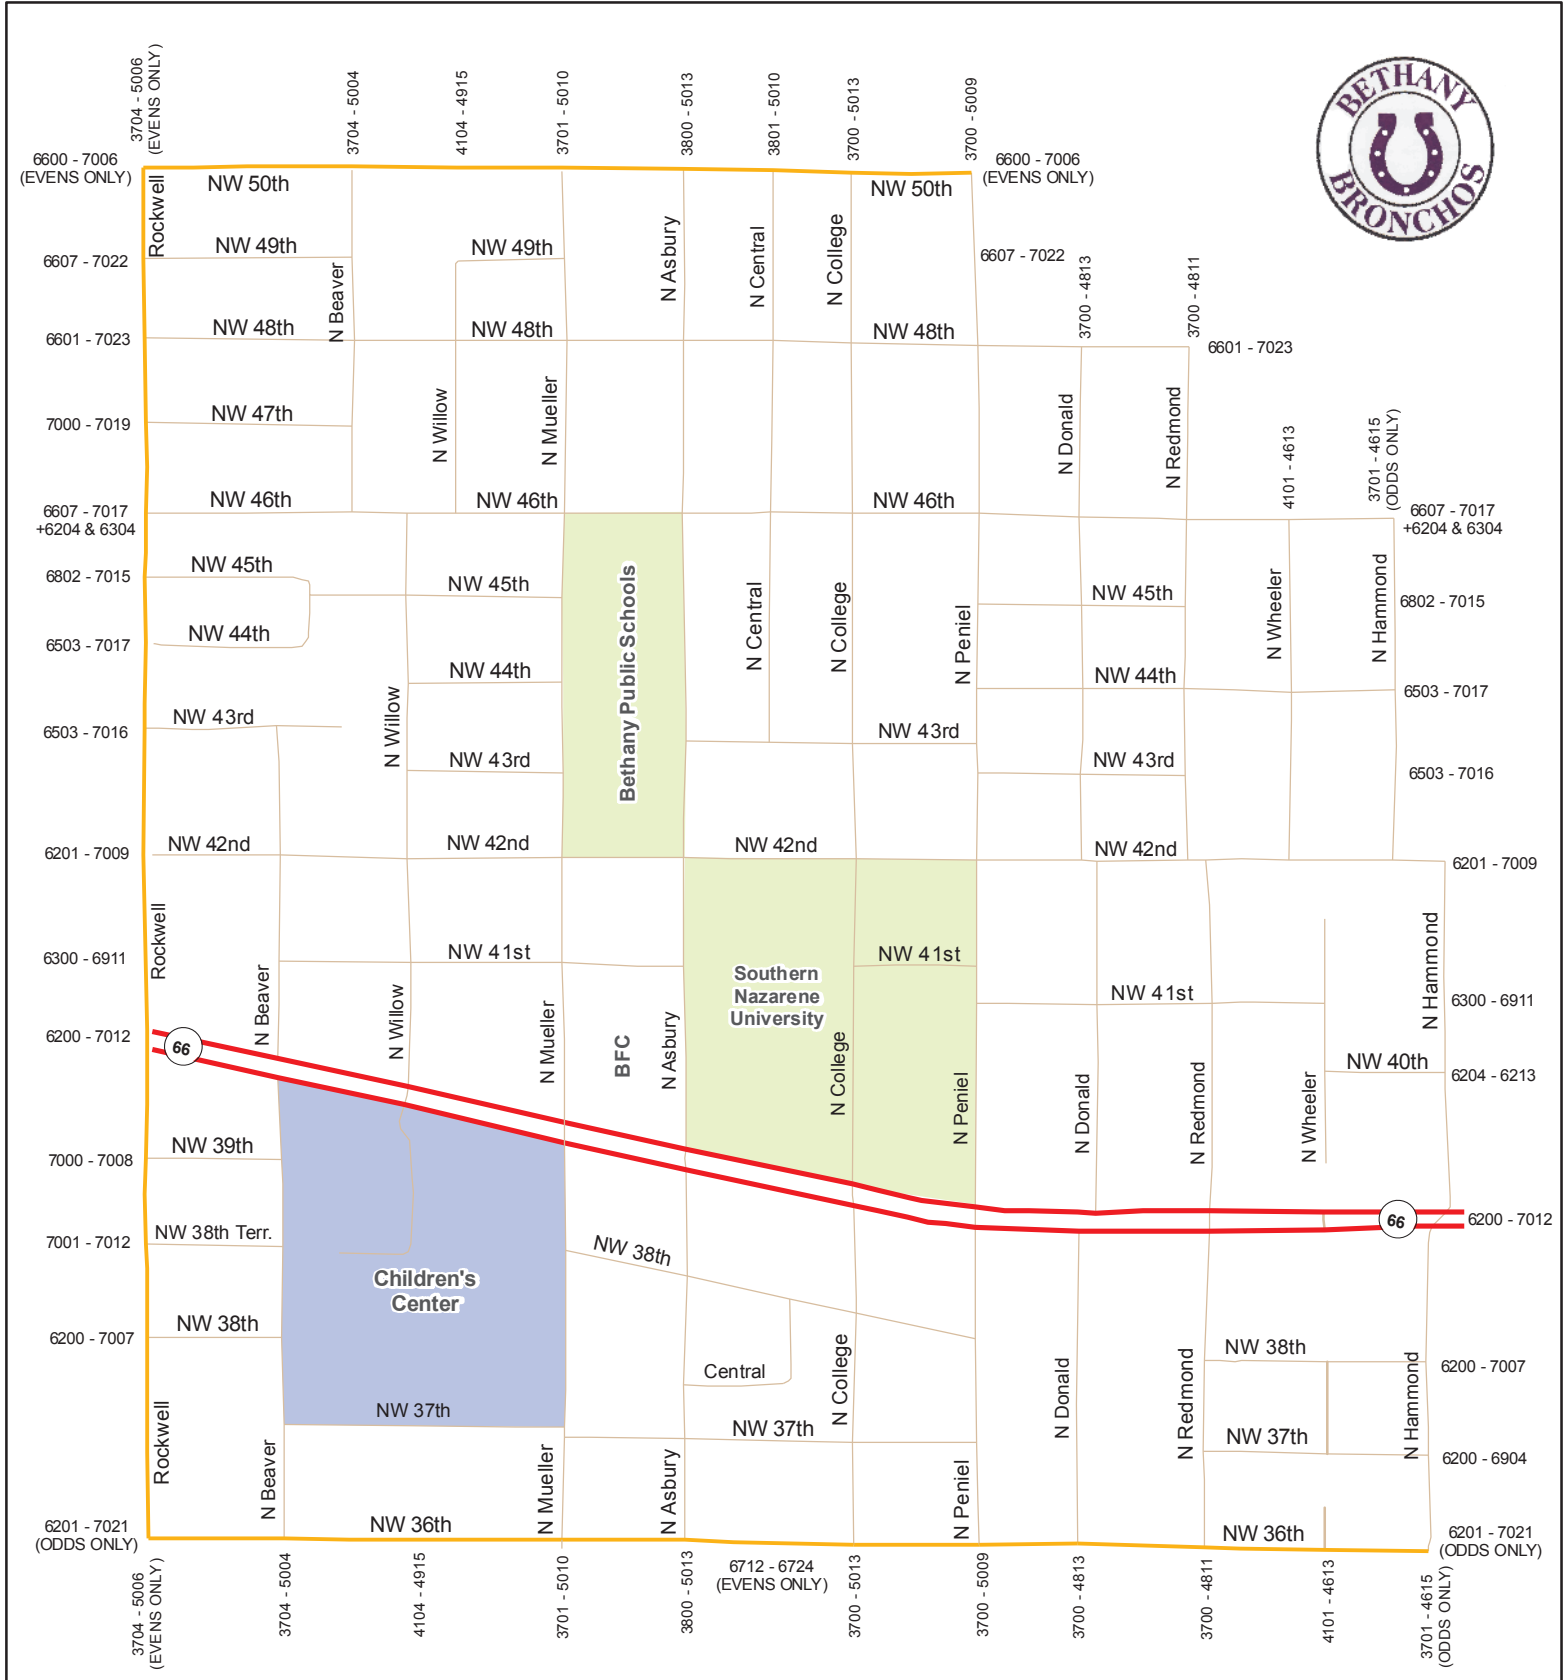 3704 - 5006
(EVENS ONLY)
3704 - 5004
4104 - 4915
3701 - 5010
3800 - 5013
3801 - 5010
3700 - 5013
3700 - 5009
BETHANY
BRONCHOS
6600 - 7006
(EVENS ONLY)
NW 50th
NW 50th
6600 - 7006
(EVENS ONLY)
Rockwell
N Beaver
N Asbury
N Central
N College
6607 - 7022
NW 49th
NW 49th
6607 - 7022
3700 - 4813
3700 - 4811
6601 - 7023
NW 48th
NW 48th
NW 48th
6601 - 7023
7000 - 7019
NW 47th
N Willow
N Mueller
N Donald
N Redmond
4101 - 4613
3701 - 4615
(ODDS ONLY)
6607 - 7017
+6204 & 6304
NW 46th
NW 46th
NW 46th
6607 - 7017
+6204 & 6304
6802 - 7015
NW 45th
NW 45th
NW 45th
6802 - 7015
Bethany Public Schools
N Central
N College
N Peniel
N Wheeler
N Hammond
6503 - 7017
NW 44th
NW 44th
NW 44th
6503 - 7017
N Willow
6503 - 7016
NW 43rd
NW 43rd
NW 43rd
NW 43rd
6503 - 7016
6201 - 7009
NW 42nd
NW 42nd
NW 42nd
NW 42nd
6201 - 7009
Rockwell
6300 - 6911
NW 41st
NW 41st
NW 41st
6300 - 6911
Southern
Nazarene
University
N Beaver
N Willow
N Mueller
BFC
N Asbury
N College
N Peniel
N Donald
N Redmond
N Wheeler
N Hammond
6200 - 7012
66
NW 40th
6204 - 6213
7000 - 7008
NW 39th
66
6200 - 7012
7001 - 7012
NW 38th Terr.
NW 38th
Children's
Center
6200 - 7007
NW 38th
NW 38th
6200 - 7007
Central
NW 37th
NW 37th
NW 37th
6200 - 6904
Rockwell
N Beaver
N Mueller
N Asbury
N College
N Peniel
N Donald
N Redmond
N Hammond
6201 - 7021
(ODDS ONLY)
NW 36th
NW 36th
6201 - 7021
(ODDS ONLY)
3704 - 5006
(EVENS ONLY)
3704 - 5004
4104 - 4915
3701 - 5010
3800 - 5013
6712 - 6724
(EVENS ONLY)
3700 - 5013
3700 - 5009
3700 - 4813
3700 - 4811
4101 - 4613
3701 - 4615
(ODDS ONLY)